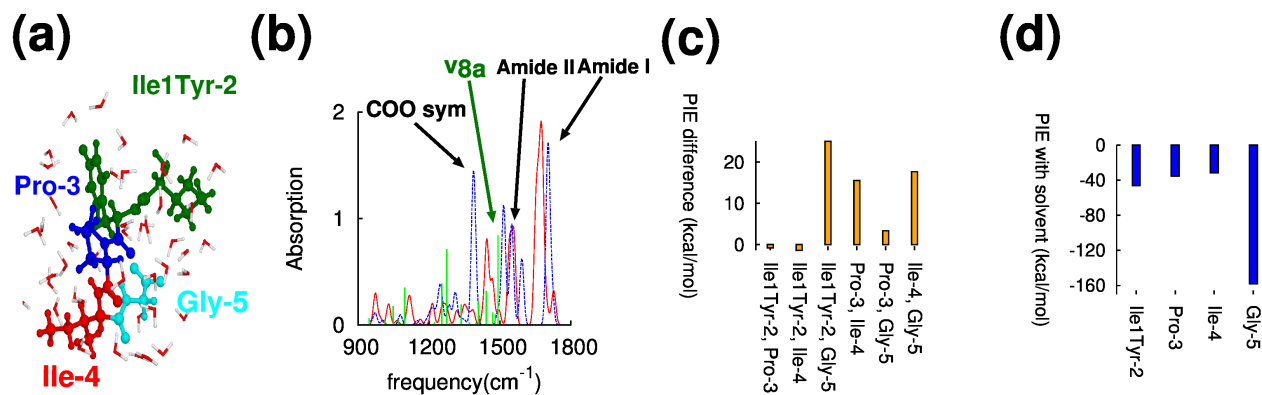 (a)
Ile1Tyr-2
Pro-3
Gly-5
Ile-4
(b)
ν8a
Amide II
Amide I
COO sym
2
1
0
Absorption
900
1200
1500
1800
frequency(cm⁻¹)
(c)
PIE difference (kcal/mol)
20
10
0
Ile1Tyr-2, Pro-3
Ile1Tyr-2, Ile-4
Ile1Tyr-2, Gly-5
Pro-3, Ile-4
Pro-3, Gly-5
Ile-4, Gly-5
(d)
PIE with solvent (kcal/mol)
0
-40
-80
-120
-160
Ile1Tyr-2
Pro-3
Ile-4
Gly-5